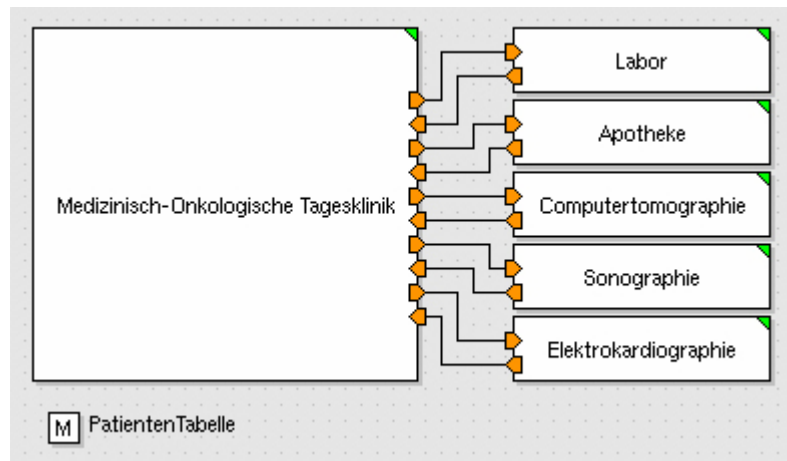 Labor
Apotheke
Medizinisch-Onkologische Tagesklinik
Computertomographie
Sonographie
Elektrokardiographie
M PatientenTabelle